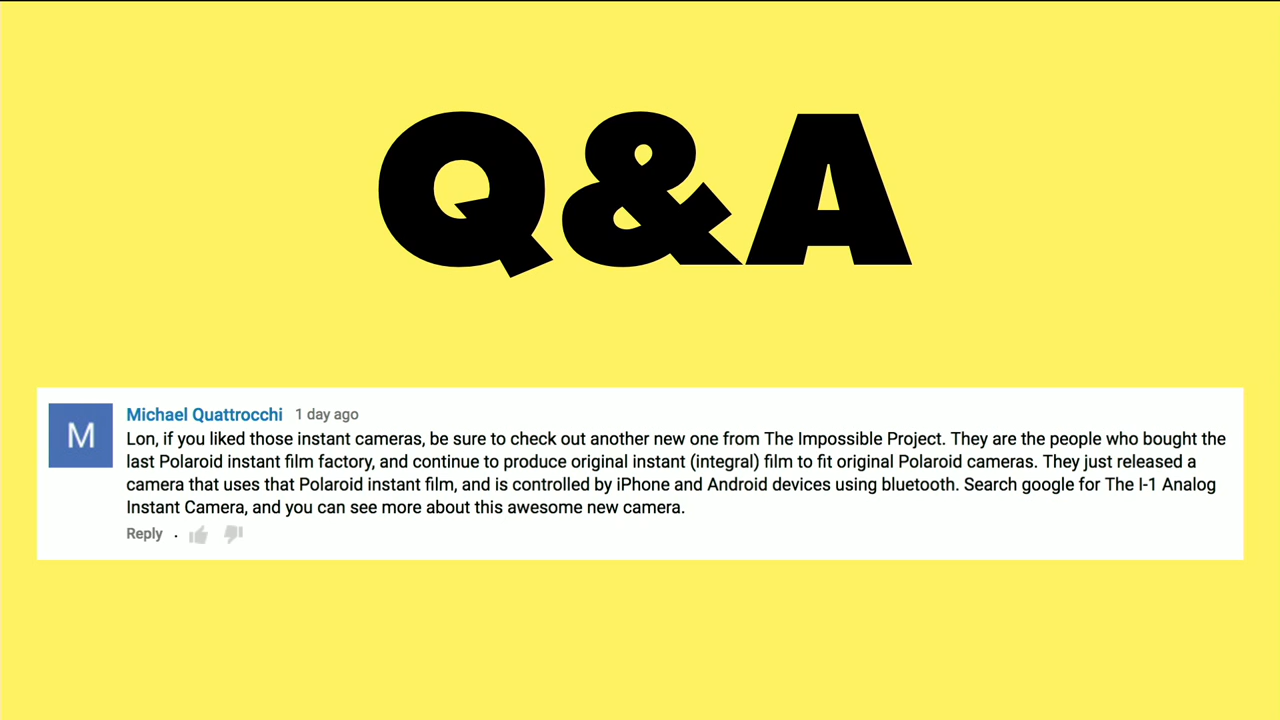 Q&A
Michael Quattrocchi 1 day ago
Lon, if you liked those instant cameras, be sure to check out another new one from The Impossible Project. They are the people who bought the
last Polaroid instant film factory, and continue to produce original instant (integral) film to fit original Polaroid cameras. They just released a
camera that uses that Polaroid instant film, and is controlled by iPhone and Android devices using bluetooth. Search google for The I-1 Analog
Instant Camera, and you can see more about this awesome new camera.
Reply ·
M